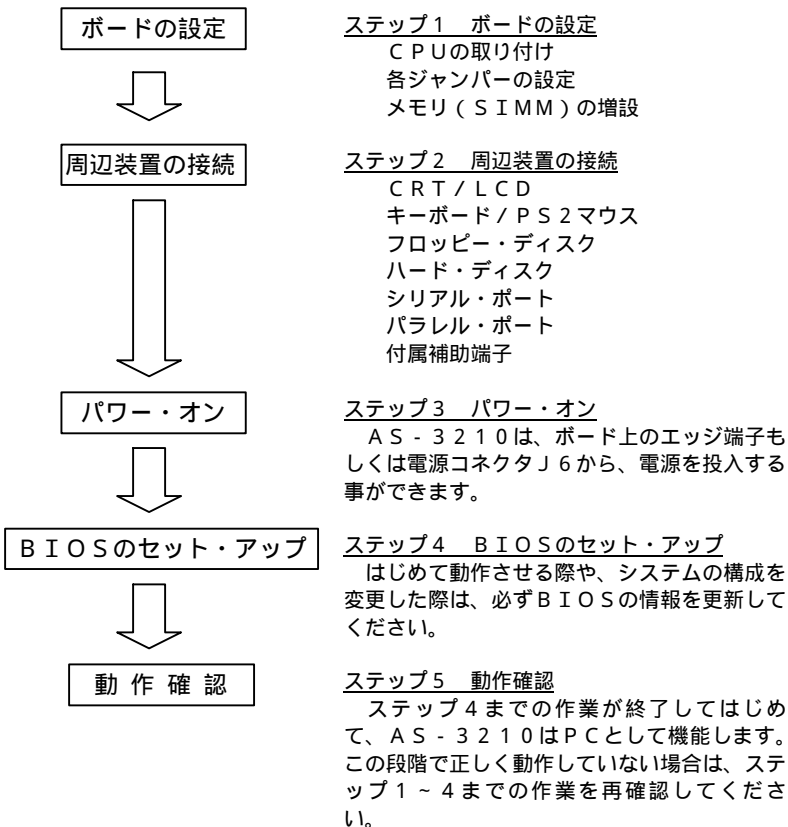 ボードの設定
ステップ１　ボードの設定
ＣＰＵの取り付け
各ジャンパーの設定
メモリ（ＳＩＭＭ）の増設
周辺装置の接続
ステップ２　周辺装置の接続
ＣＲＴ／ＬＣＤ
キーボード／ＰＳ２マウス
フロッピー・ディスク
ハード・ディスク
シリアル・ポート
パラレル・ポート
付属補助端子
パワー・オン
ステップ３　パワー・オン
ＡＳ－３２１０は、ボード上のエッジ端子も
しくは電源コネクタＪ６から、電源を投入する
事ができます。
ＢＩＯＳのセット・アップ
ステップ４　ＢＩＯＳのセット・アップ
はじめて動作させる際や、システムの構成を
変更した際は、必ずＢＩＯＳの情報を更新して
ください。
動 作 確 認
ステップ５　動作確認
ステップ４までの作業が終了してはじめ
て、ＡＳ－３２１０はＰＣとして機能します。
この段階で正しく動作していない場合は、ステ
ップ１～４までの作業を再確認してくださ
い。